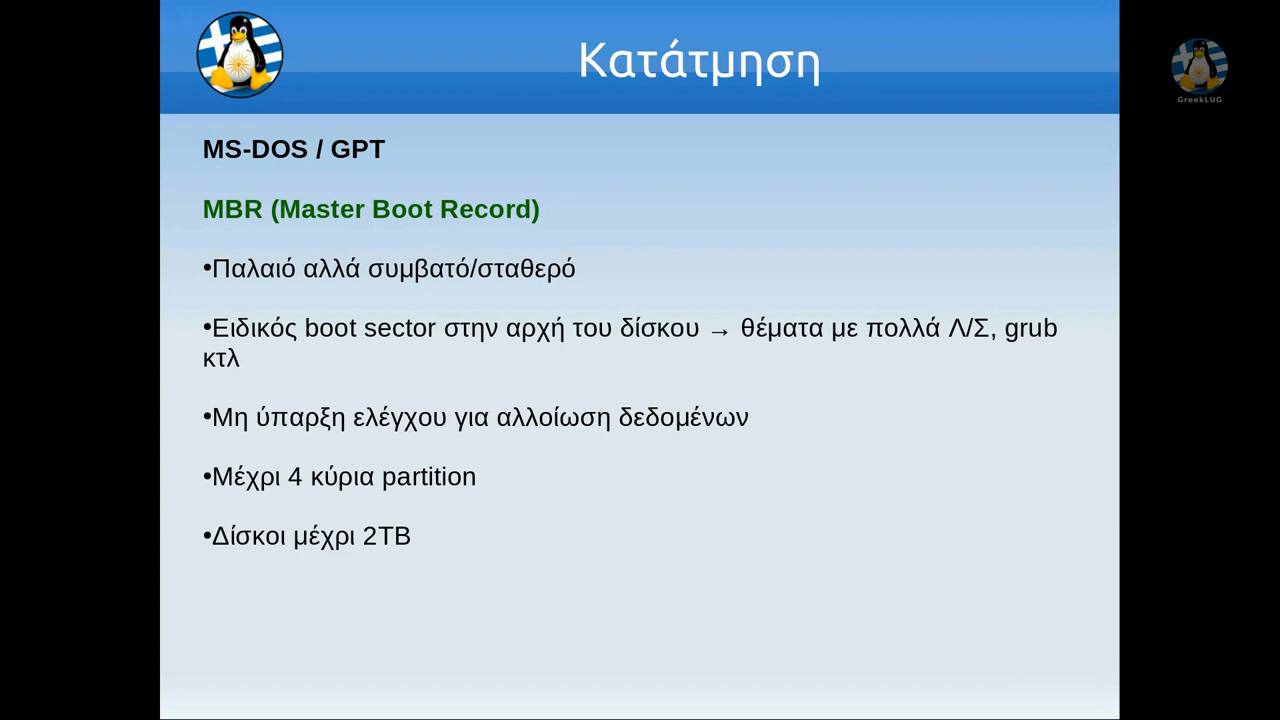 Κατάτμηση
GreekLUG
MS-DOS / GPT
MBR (Master Boot Record)
•Παλαιό αλλά συμβατό/σταθερό
•Ειδικός boot sector στην αρχή του δίσκου → θέματα με πολλά Λ/Σ, grub
κτλ
•Μη ύπαρξη ελέγχου για αλλοίωση δεδομένων
•Μέχρι 4 κύρια partition
•Δίσκοι μέχρι 2TB